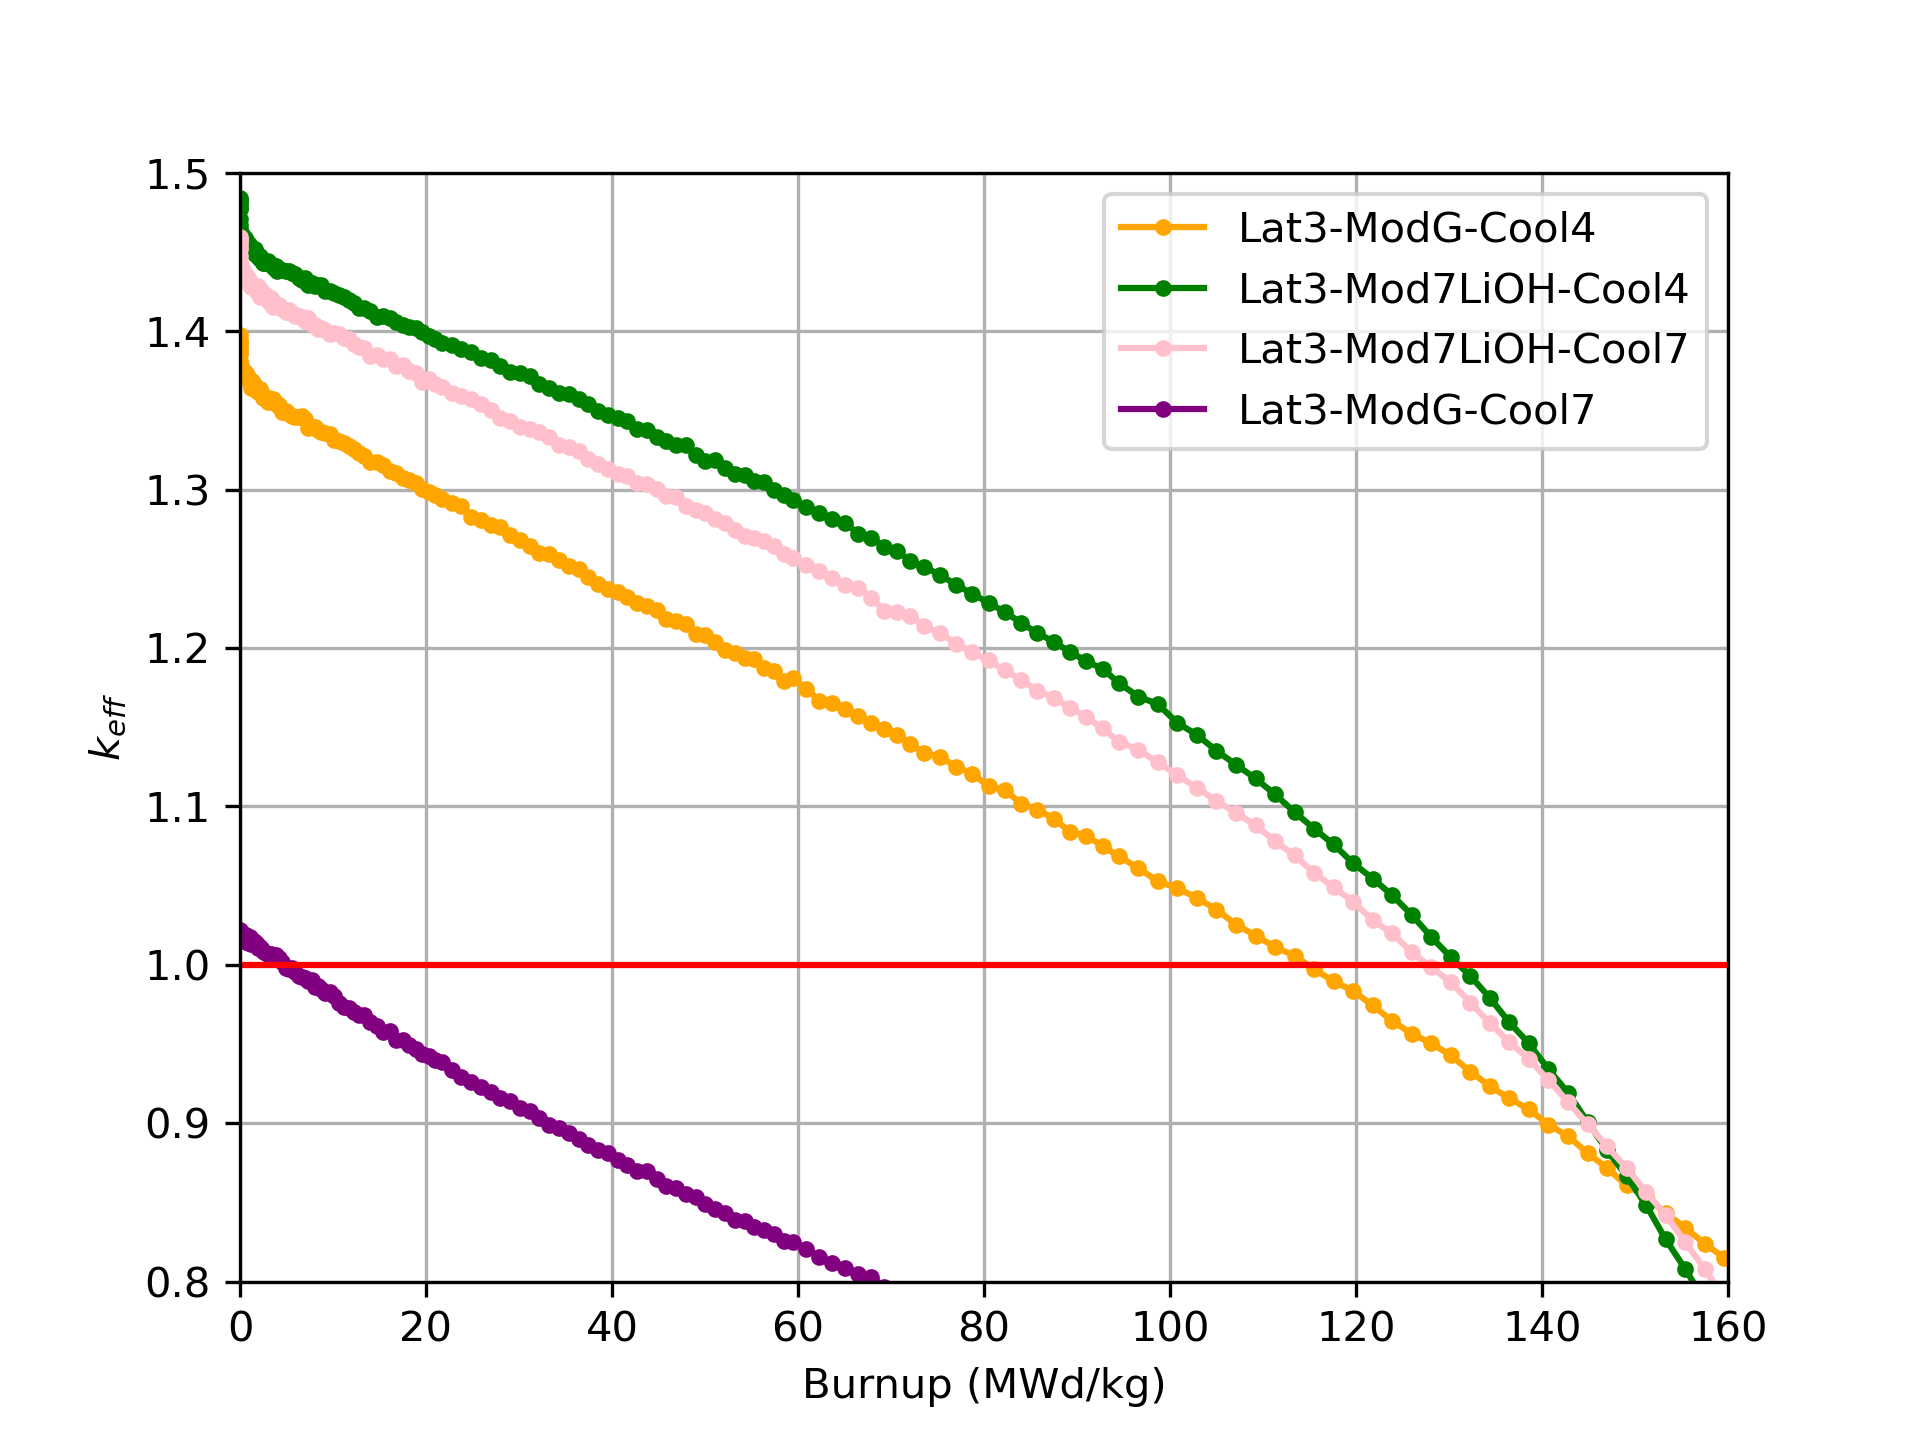 1.5
1.4
1.3
1.2
1.1
1.0
0.9
0.8
k_eff
0 20 40 60 80 100 120 140 160
Burnup (MWd/kg)
Lat3-ModG-Cool4
Lat3-Mod7LiOH-Cool4
Lat3-Mod7LiOH-Cool7
Lat3-ModG-Cool7